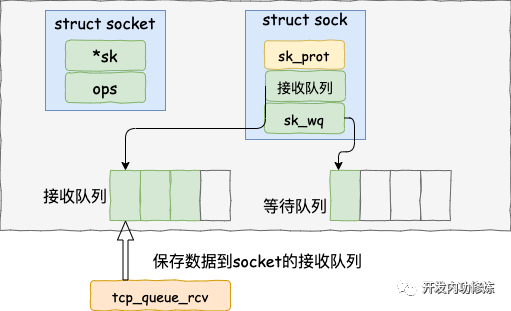 struct socket
*sk
ops
struct sock
sk_prot
接收队列
sk_wq
接收队列
等待队列
保存数据到socket的接收队列
tcp_queue_rcv
开发内功修炼